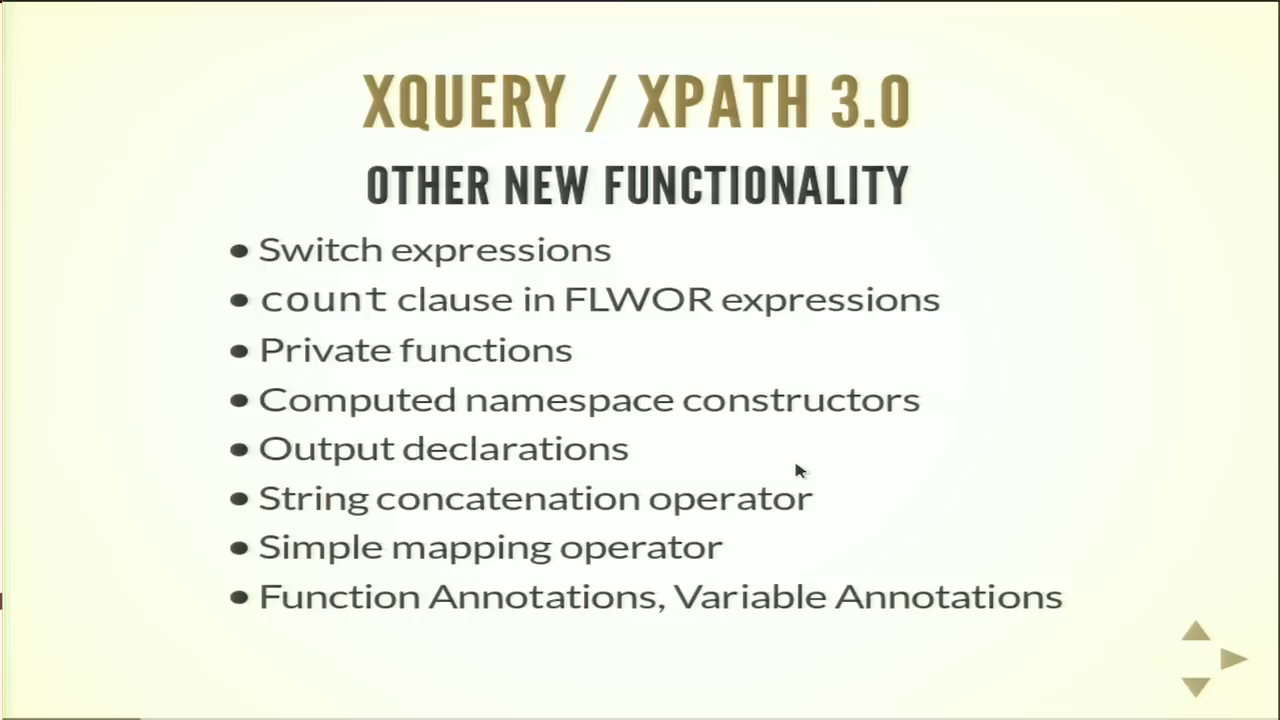 XQUERY / XPATH 3.0
OTHER NEW FUNCTIONALITY
• Switch expressions
• count clause in FLWOR expressions
• Private functions
• Computed namespace constructors
• Output declarations
• String concatenation operator
• Simple mapping operator
• Function Annotations, Variable Annotations